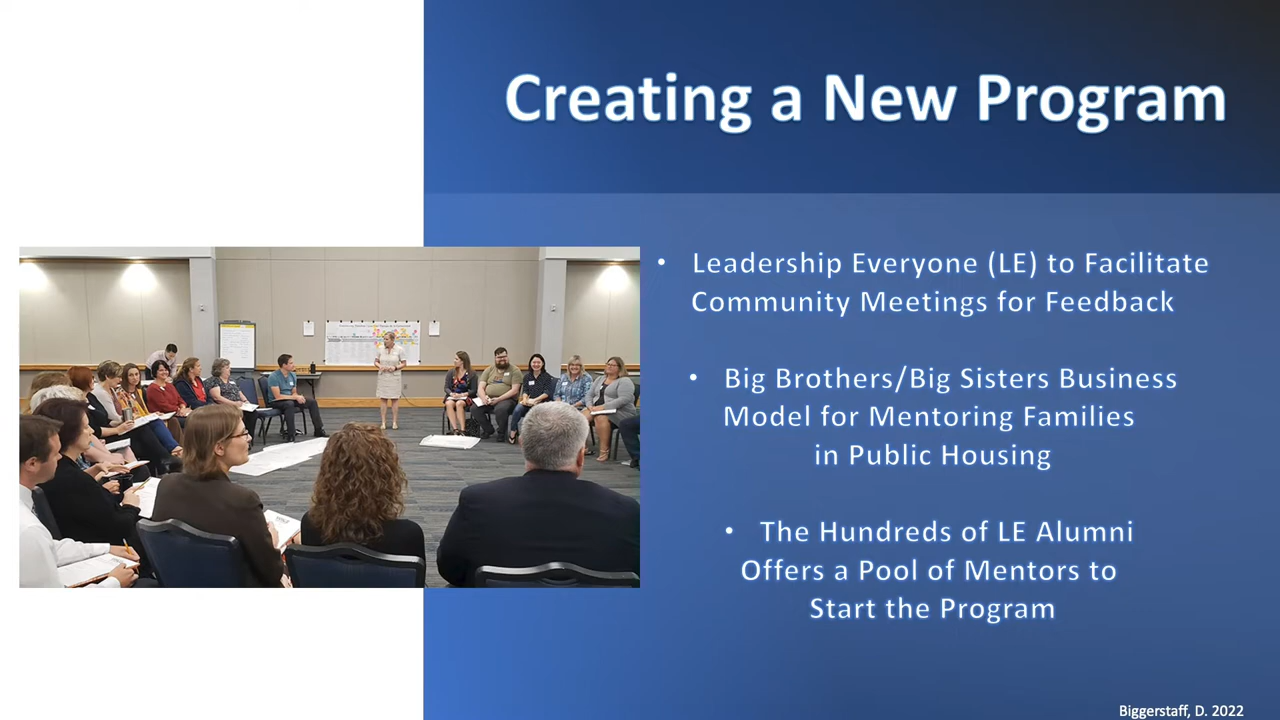 Creating a New Program
• Leadership Everyone (LE) to Facilitate
Community Meetings for Feedback
• Big Brothers/Big Sisters Business
Model for Mentoring Families
in Public Housing
• The Hundreds of LE Alumni
Offers a Pool of Mentors to
Start the Program
Biggerstaff, D. 2022